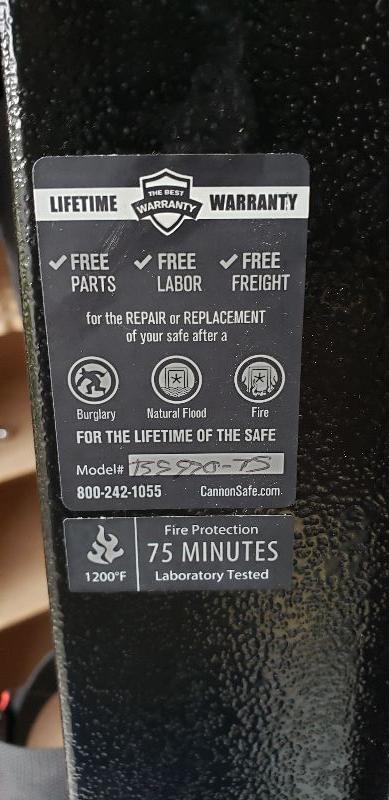 THE BEST
LIFETIME WARRANTY WARRANTY
✓ FREE PARTS ✓ FREE LABOR ✓ FREE FREIGHT
for the REPAIR or REPLACEMENT
of your safe after a
Burglary Natural Flood Fire
FOR THE LIFETIME OF THE SAFE
Model#
800-242-1055 CannonSafe.com
Fire Protection
75 MINUTES
1200°F Laboratory Tested